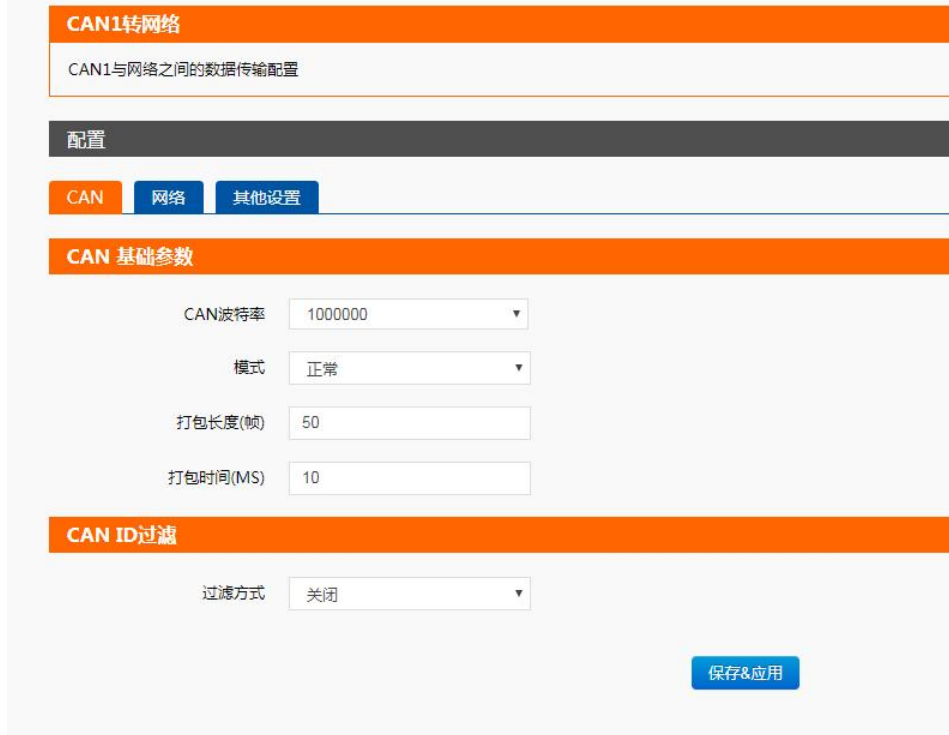 CAN1转网络
CAN1与网络之间的数据传输配置
配置
CAN 网络 其他设置
CAN 基础参数
CAN波特率 1000000
模式 正常
打包长度(帧) 50
打包时间(MS) 10
CAN ID过滤
过滤方式 关闭
保存&应用